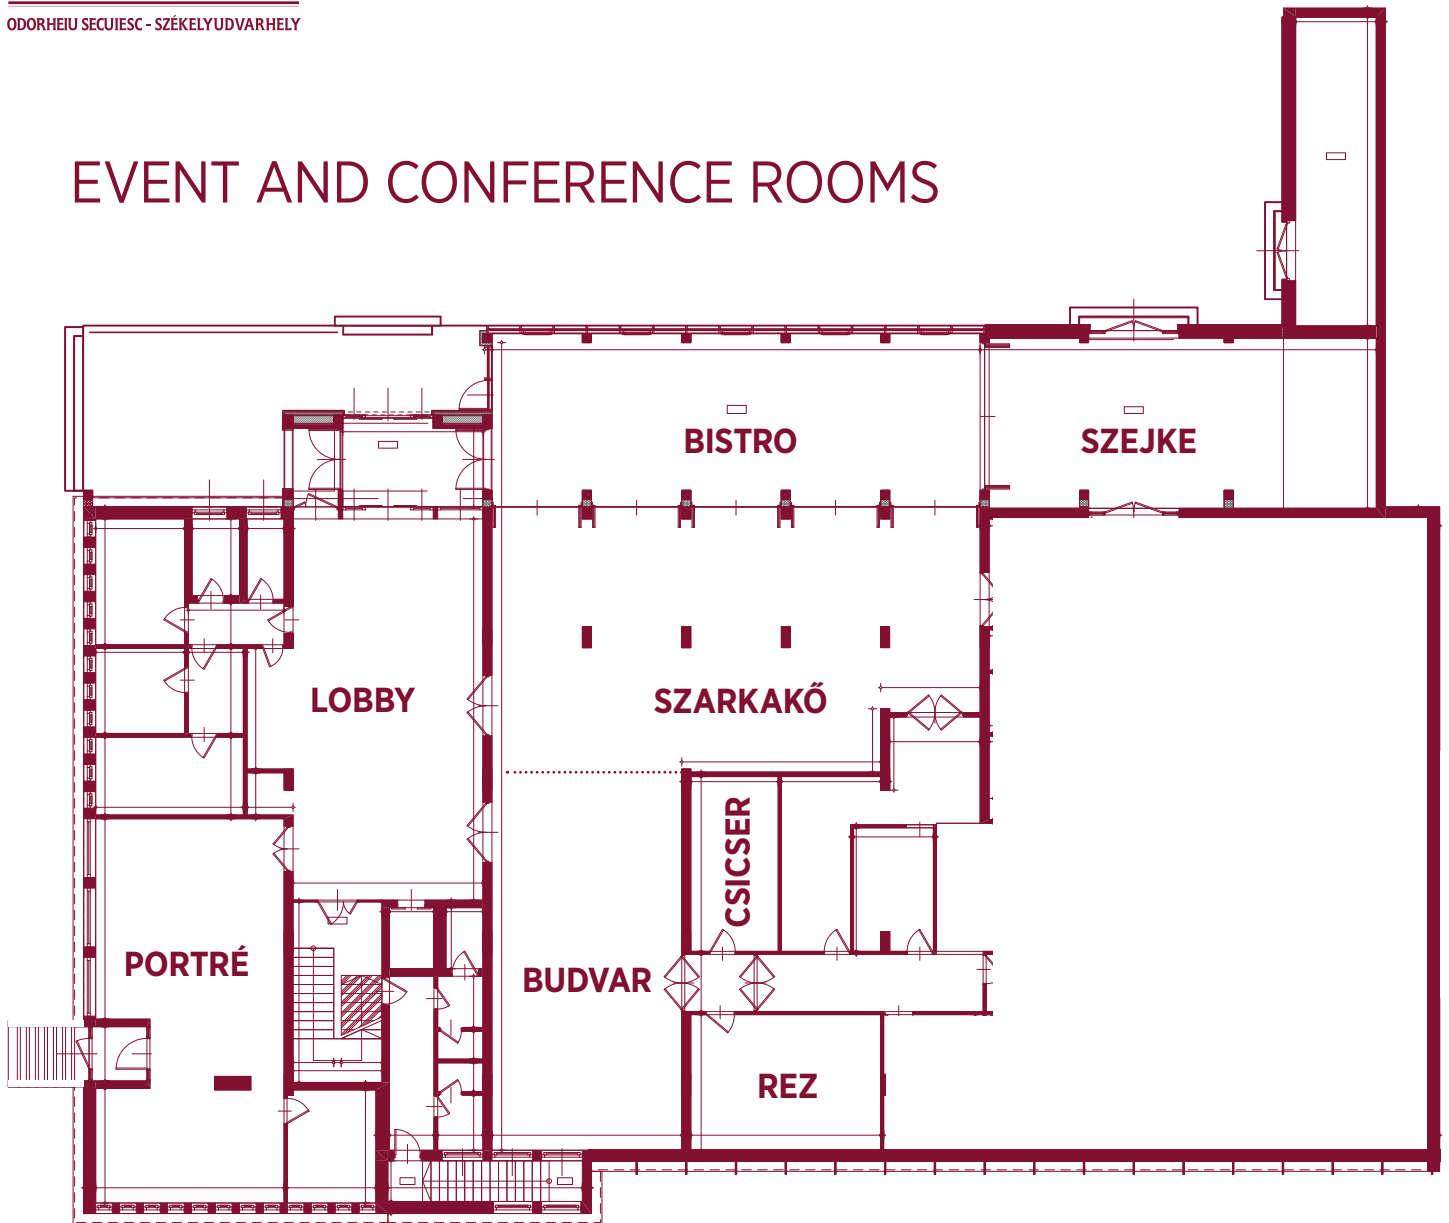 ODORHEIU SECUIESC - SZÉKELYUDVARHELY
EVENT AND CONFERENCE ROOMS
BISTRO
SZEJKE
LOBBY
SZARKAKŐ
CSICSER
PORTRÉ
BUDVAR
REZ